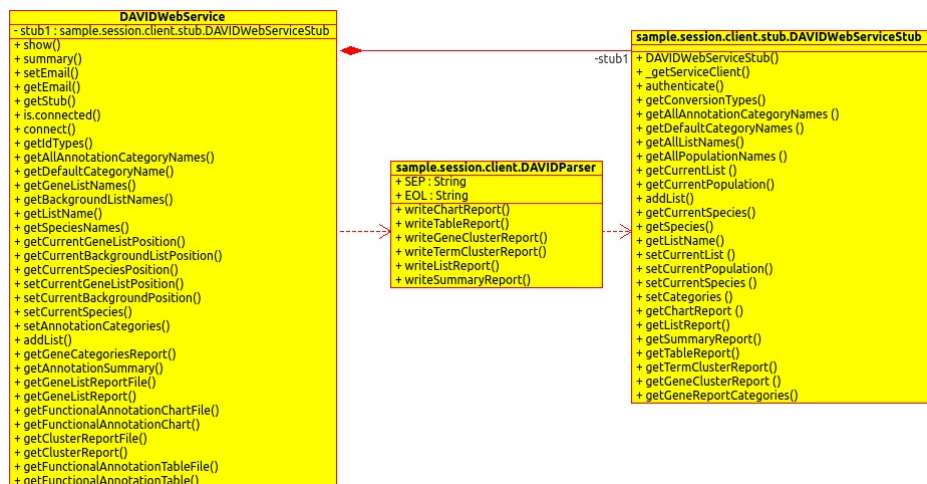 DAVIDWebService
- stub1 : sample.session.client.stub.DAVIDWebServiceStub
+ show()
+ summary()
+ setEmail()
+ getEmail()
+ getStub()
+ is.connected()
+ connect()
+ getIdTypes()
+ getAllAnnotationCategoryNames()
+ getDefaultCategoryName()
+ getGeneListNames()
+ getBackgroundListNames()
+ getListName()
+ getSpeciesNames()
+ getCurrentGeneListPosition()
+ getCurrentBackgroundListPosition()
+ getCurrentSpeciesPosition()
+ setCurrentGeneListPosition()
+ setCurrentBackgroundPosition()
+ setCurrentSpecies()
+ setAnnotationCategories()
+ addList()
+ getGeneCategoriesReport()
+ getAnnotationSummary()
+ getGeneListReportFile()
+ getGeneListReport()
+ getFunctionalAnnotationChartFile()
+ getFunctionalAnnotationChart()
+ getClusterReportFile()
+ getClusterReport()
+ getFunctionalAnnotationTableFile()
+ getFunctionalAnnotationTable()
sample.session.client.DAVIDParser
+ SEP : String
+ EOL : String
+ writeChartReport()
+ writeTableReport()
+ writeGeneClusterReport()
+ writeTermClusterReport()
+ writeListReport()
+ writeSummaryReport()
-stub1
sample.session.client.stub.DAVIDWebServiceStub
+ DAVIDWebServiceStub()
+ _getServiceClient()
+ authenticate()
+ getConversionTypes()
+ getAllAnnotationCategoryNames ()
+ getDefaultCategoryNames ()
+ getAllListNames()
+ getAllPopulationNames ()
+ getCurrentList ()
+ getCurrentPopulation()
+ addList()
+ getCurrentSpecies()
+ getSpecies()
+ getListName()
+ setCurrentList ()
+ setCurrentPopulation()
+ setCurrentSpecies ()
+ setCategories ()
+ getChartReport ()
+ getListReport()
+ getSummaryReport()
+ getTableReport()
+ getTermClusterReport()
+ getGeneClusterReport ()
+ getGeneReportCategories()